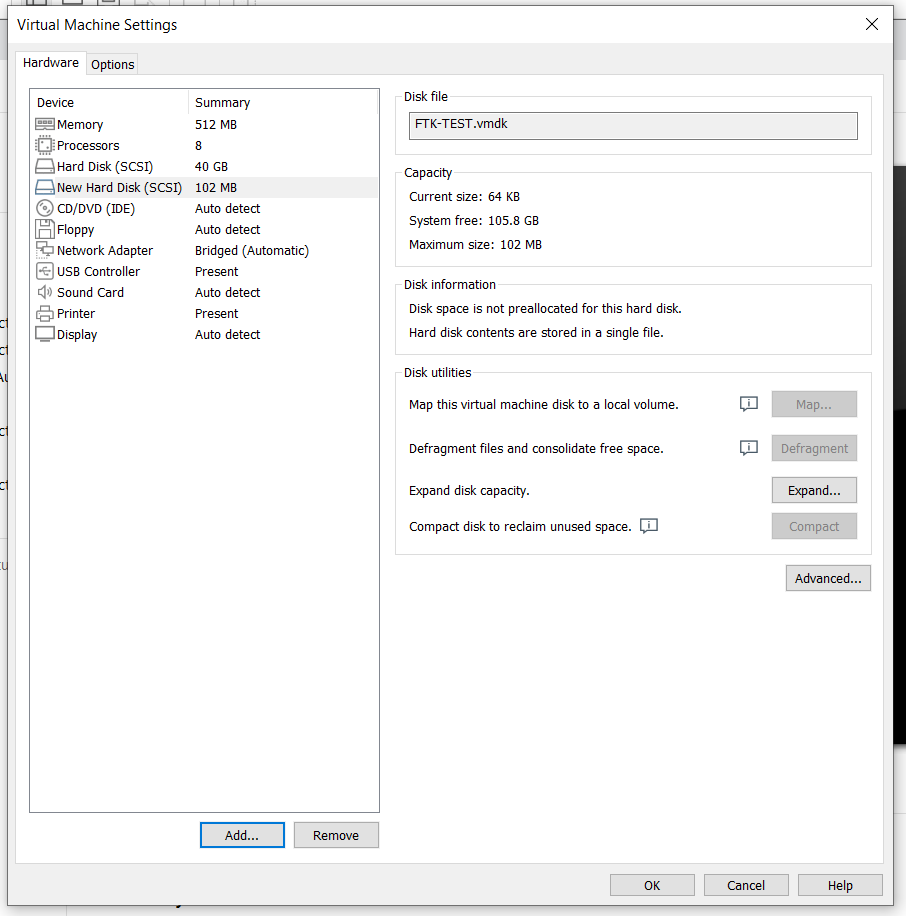 Virtual Machine Settings
Hardware Options
Device Summary
Memory 512 MB
Processors 8
Hard Disk (SCSI) 40 GB
New Hard Disk (SCSI) 102 MB
CD/DVD (IDE) Auto detect
Floppy Auto detect
Network Adapter Bridged (Automatic)
USB Controller Present
Sound Card Auto detect
Printer Present
Display Auto detect
Add... Remove
Disk file
FTK-TEST.vmdk
Capacity
Current size: 64 KB
System free: 105.8 GB
Maximum size: 102 MB
Disk information
Disk space is not preallocated for this hard disk.
Hard disk contents are stored in a single file.
Disk utilities
Map this virtual machine disk to a local volume. Map...
Defragment files and consolidate free space. Defragment
Expand disk capacity. Expand...
Compact disk to reclaim unused space. Compact
Advanced...
OK Cancel Help